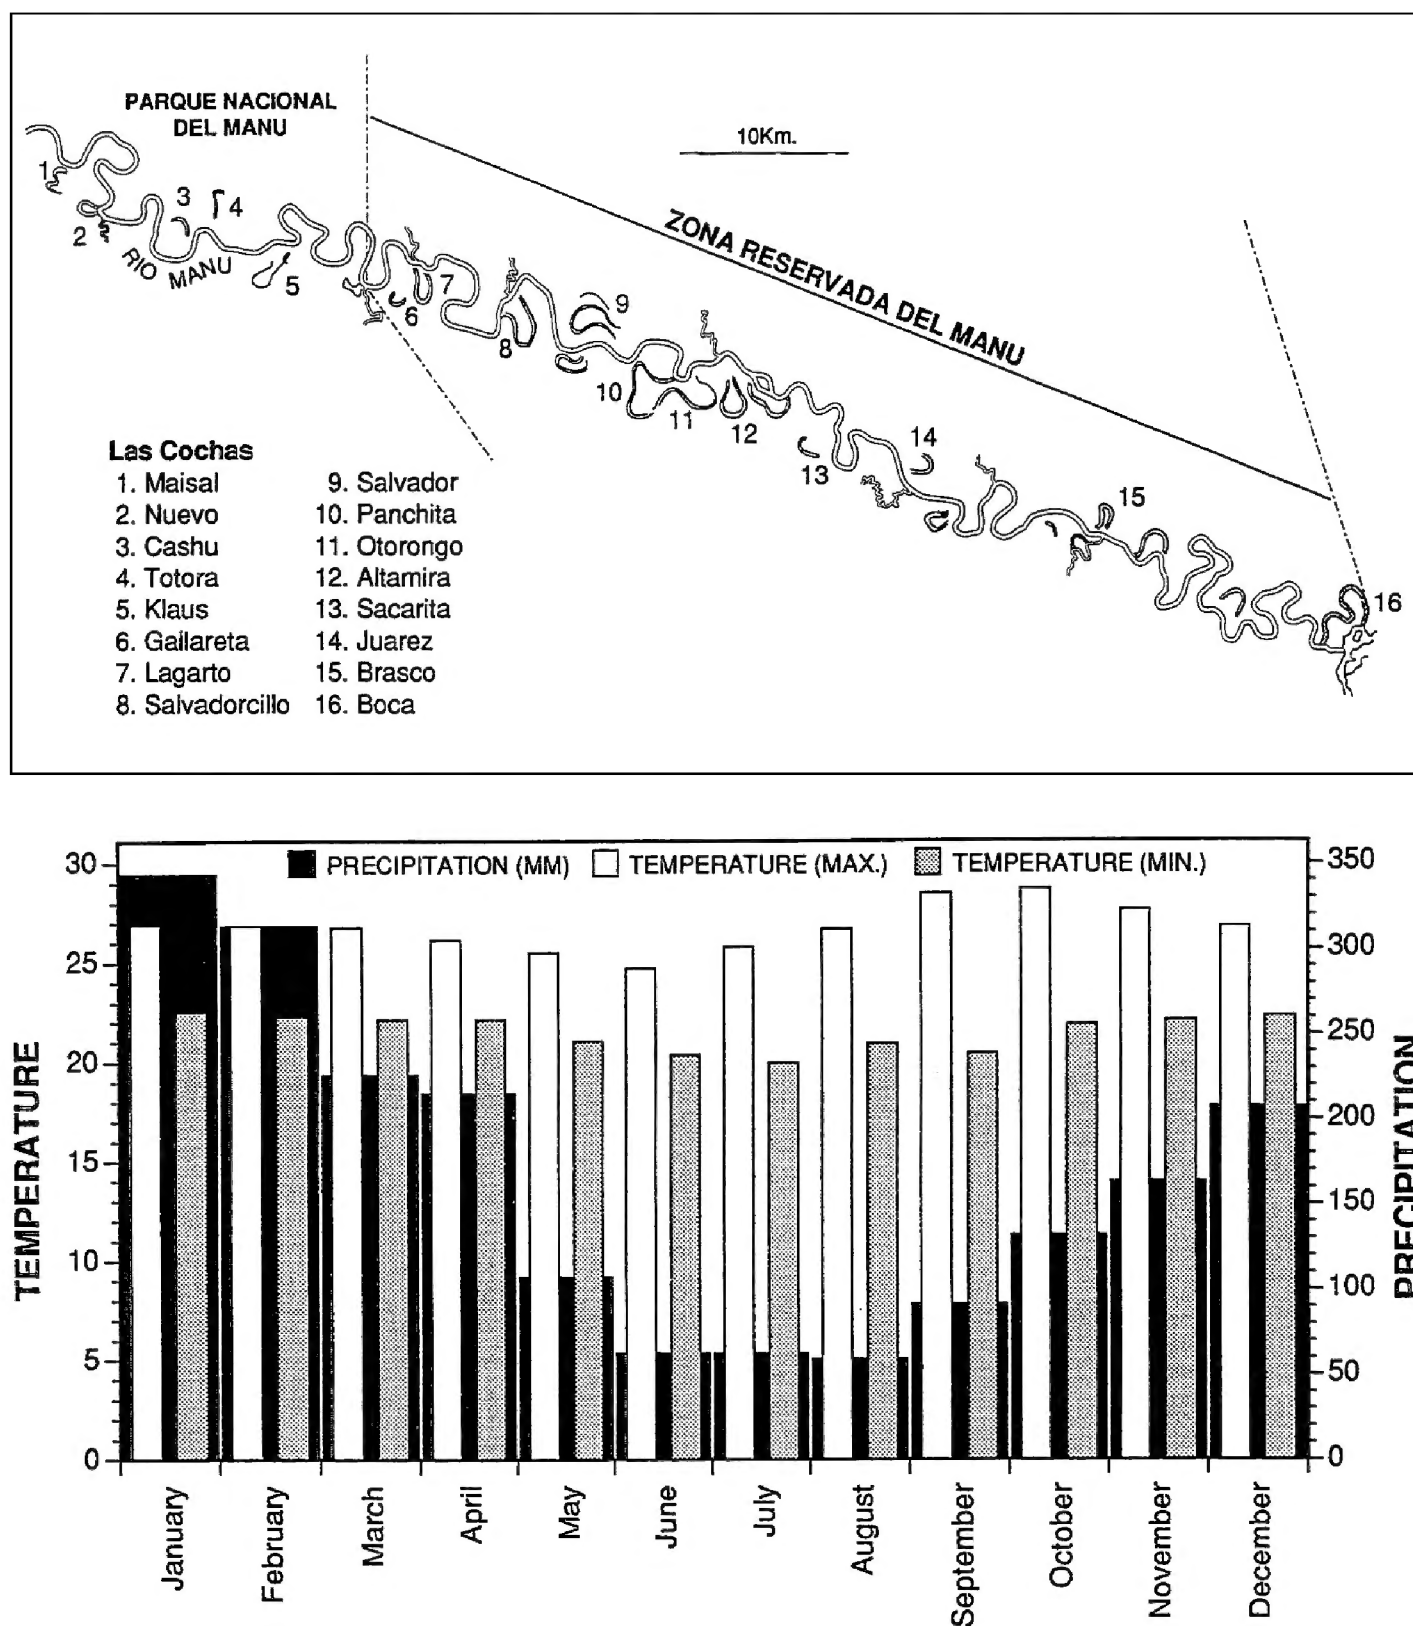 PARQUE NACIONAL
DEL MANU
10Km.
ZONA RESERVADA DEL MANU
RIO MANU
1
2
3
4
5
6
7
8
9
10
11
12
13
14
15
16
Las Cochas
1. Maisal
2. Nuevo
3. Cashu
4. Totora
5. Klaus
6. Gallareta
7. Lagarto
8. Salvadorcillo
9. Salvador
10. Panchita
11. Otorongo
12. Altamira
13. Sacarita
14. Juarez
15. Brasco
16. Boca
PRECIPITATION (MM) TEMPERATURE (MAX.) TEMPERATURE (MIN.)
TEMPERATURE
30
25
20
15
10
5
0
PRECIPITATION
350
300
250
200
150
100
50
0
January
February
March
April
May
June
July
August
September
October
November
December